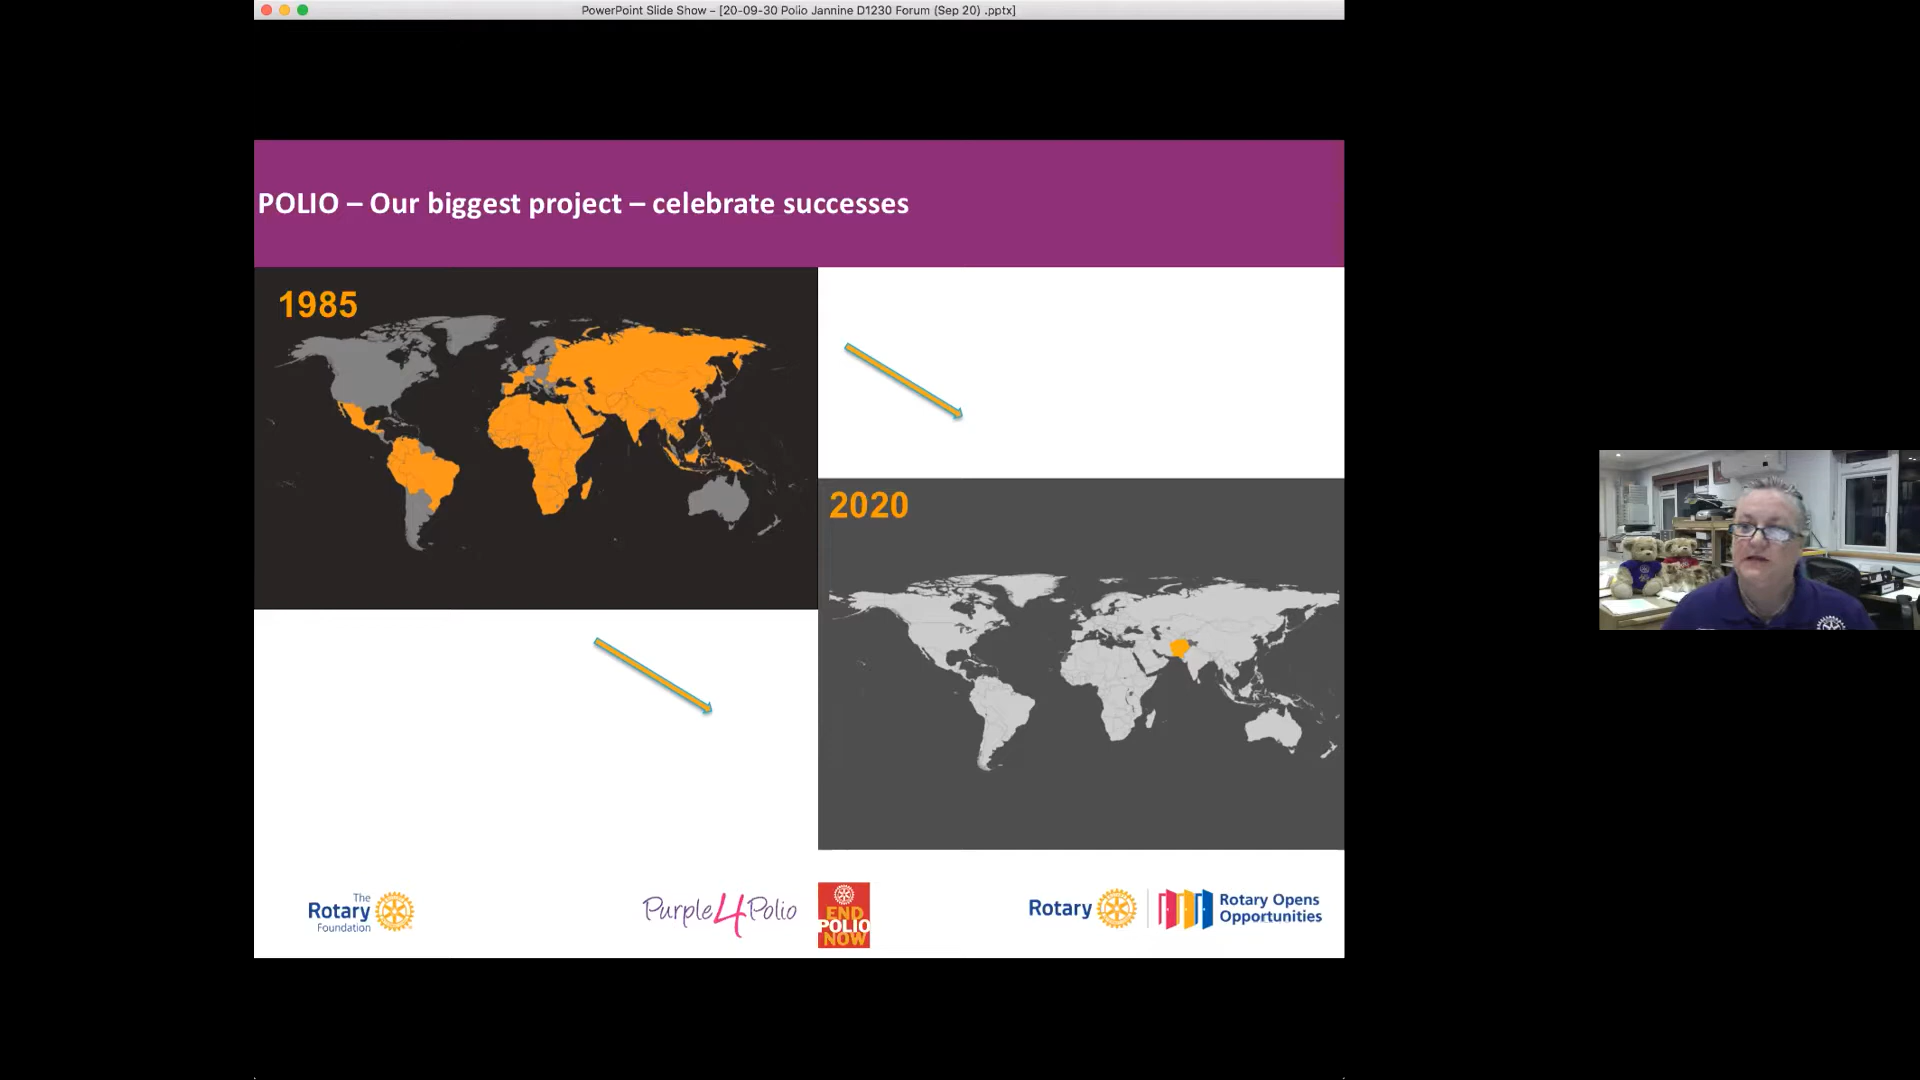 PowerPoint Slide Show – [20-09-30 Polio Jannine D1230 Forum (Sep 20) .pptx]
POLIO – Our biggest project – celebrate successes
1985
2020
The
Rotary
Foundation
Purple4Polio
END
POLIO
NOW
Rotary
Rotary Opens
Opportunities